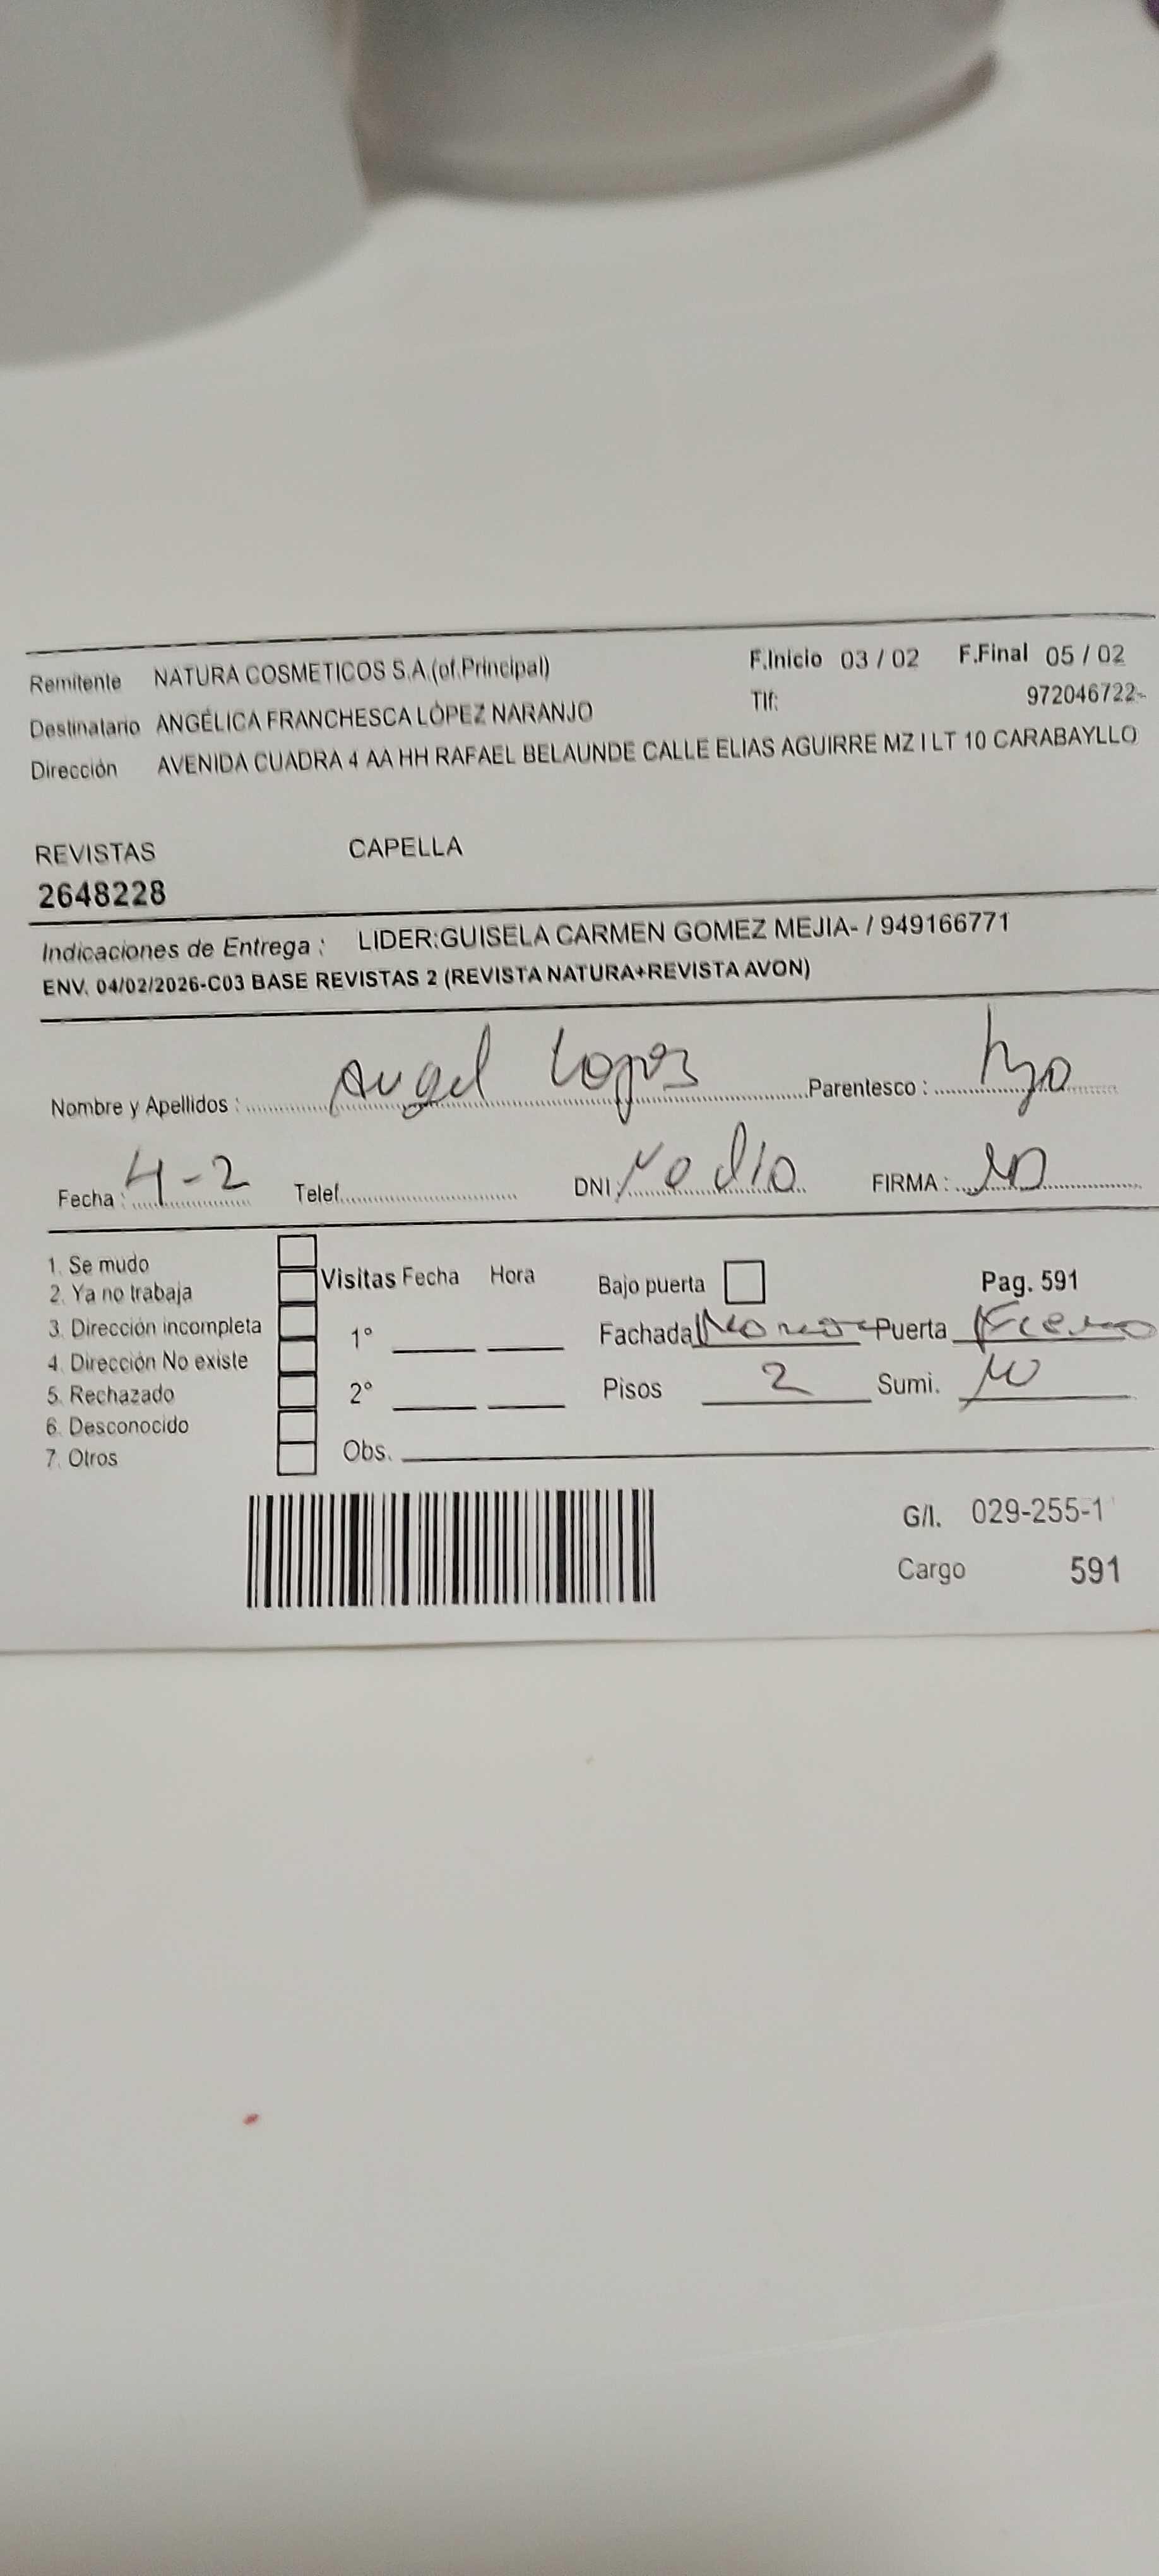 Remitente NATURA COSMETICOS S.A.(of.Principal) F.Inicio 03 / 02 F.Final 05 / 02
Destinatario ANGÉLICA FRANCHESCA LÓPEZ NARANJO Tlf: 972046722-
Dirección AVENIDA CUADRA 4 AA HH RAFAEL BELAUNDE CALLE ELIAS AGUIRRE MZ I LT 10 CARABAYLLO
REVISTAS CAPELLA
2648228
Indicaciones de Entrega : LIDER:GUISELA CARMEN GOMEZ MEJIA- / 949166771
ENV. 04/02/2026-C03 BASE REVISTAS 2 (REVISTA NATURA+REVISTA AVON)
Nombre y Apellidos : Angel Lopez Parentesco :
Fecha : 4-2 Telef. DNI: No dio FIRMA : NO
1. Se mudo
2. Ya no trabaja Visitas Fecha Hora Bajo puerta Pag. 591
3. Dirección incompleta 1° Fachada Puerta
4. Dirección No existe
5. Rechazado 2° Pisos 2 Sumi. NO
6. Desconocido
7. Otros Obs.
G/I. 029-255-1
Cargo 591